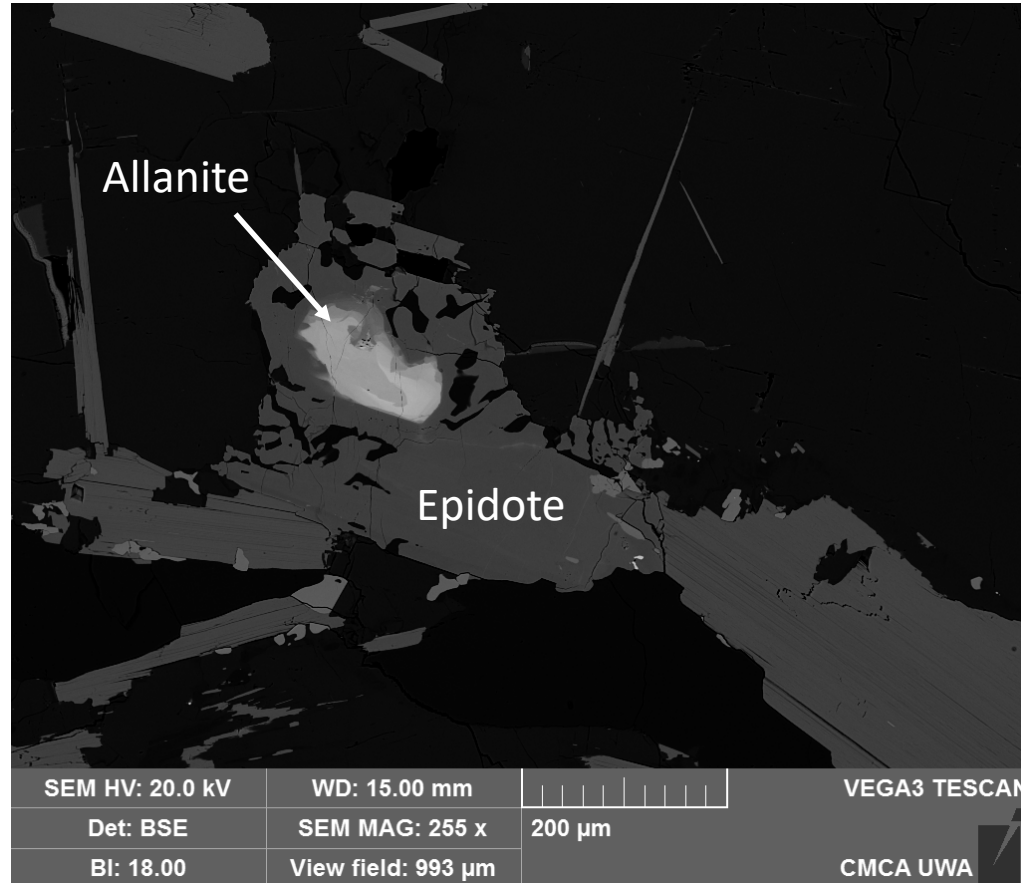 Allanite
Epidote
SEM HV: 20.0 kV
WD: 15.00 mm
VEGA3 TESCAN
Det: BSE
SEM MAG: 255 x
200 µm
BI: 18.00
View field: 993 µm
CMCA UWA